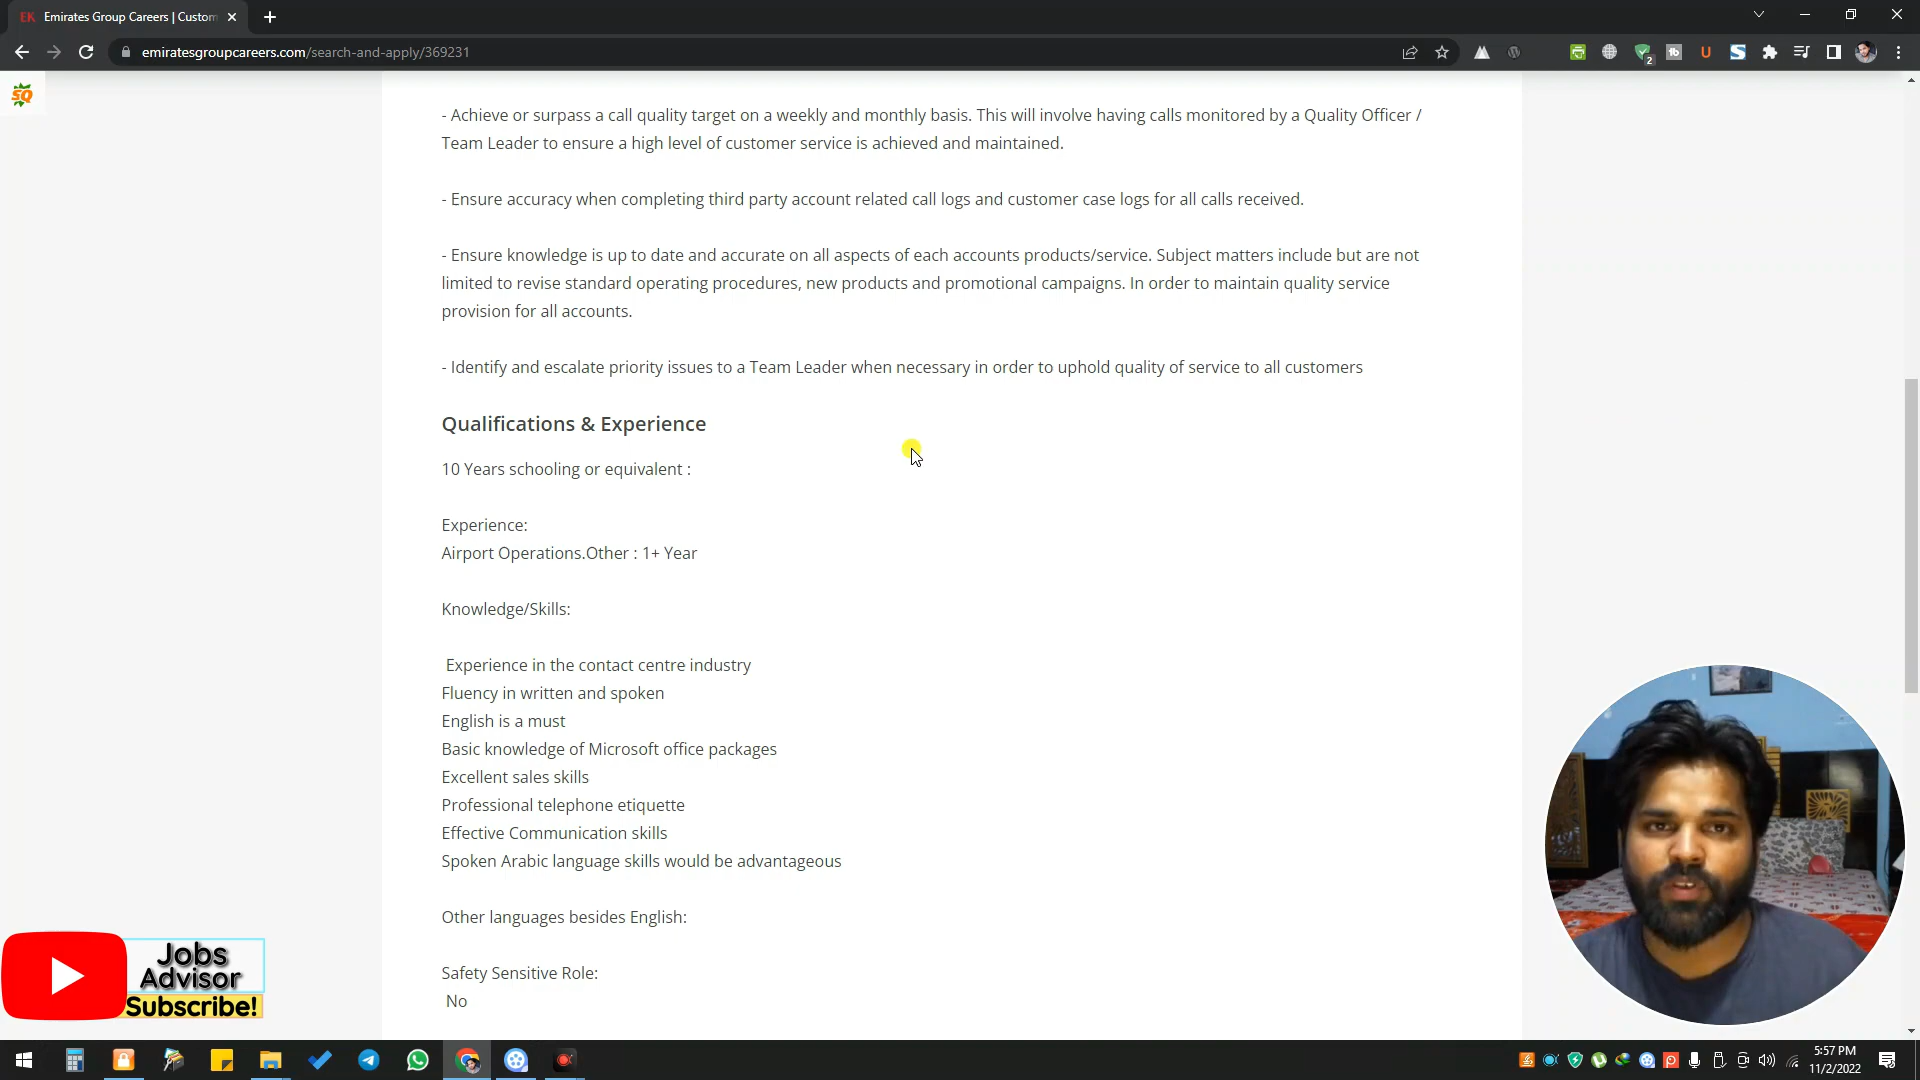 EK Emirates Group Careers | Custom
emiratesgroupcareers.com/search-and-apply/369231
SQ
- Achieve or surpass a call quality target on a weekly and monthly basis. This will involve having calls monitored by a Quality Officer /
Team Leader to ensure a high level of customer service is achieved and maintained.
- Ensure accuracy when completing third party account related call logs and customer case logs for all calls received.
- Ensure knowledge is up to date and accurate on all aspects of each accounts products/service. Subject matters include but are not
limited to revise standard operating procedures, new products and promotional campaigns. In order to maintain quality service
provision for all accounts.
- Identify and escalate priority issues to a Team Leader when necessary in order to uphold quality of service to all customers
Qualifications & Experience
10 Years schooling or equivalent :
Experience:
Airport Operations.Other : 1+ Year
Knowledge/Skills:
Experience in the contact centre industry
Fluency in written and spoken
English is a must
Basic knowledge of Microsoft office packages
Excellent sales skills
Professional telephone etiquette
Effective Communication skills
Spoken Arabic language skills would be advantageous
Other languages besides English:
Safety Sensitive Role:
No
Jobs
Advisor
Subscribe!
5:57 PM
11/2/2022